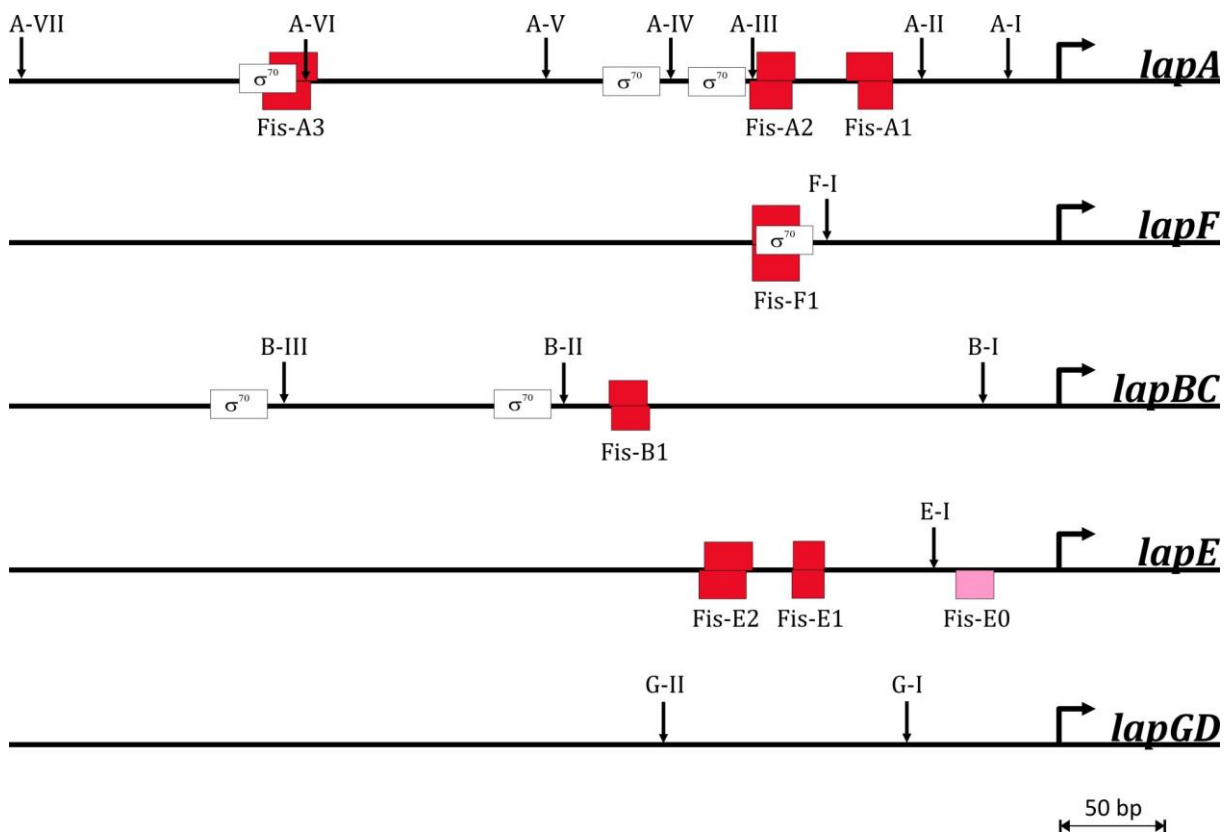 A-VII A-VI A-V A-IV A-III A-II A-I
σ70 σ70 σ70 lapA
Fis-A3 Fis-A2 Fis-A1
F-I
σ70 lapF
Fis-F1
B-III B-II B-I
σ70 σ70 lapBC
Fis-B1
E-I
lapE
Fis-E2 Fis-E1 Fis-E0
G-II G-I
lapGD
50 bp